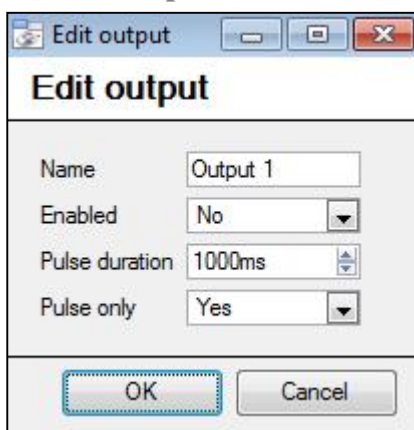 Edit output
Edit output
Name Output 1
Enabled No
Pulse duration 1000ms
Pulse only Yes
OK Cancel